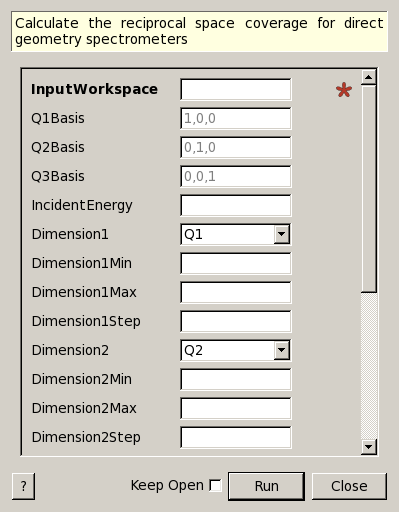 Calculate the reciprocal space coverage for direct
geometry spectrometers
InputWorkspace *
Q1Basis 1,0,0
Q2Basis 0,1,0
Q3Basis 0,0,1
IncidentEnergy
Dimension1 Q1
Dimension1Min
Dimension1Max
Dimension1Step
Dimension2 Q2
Dimension2Min
Dimension2Max
Dimension2Step
? Keep Open Run Close